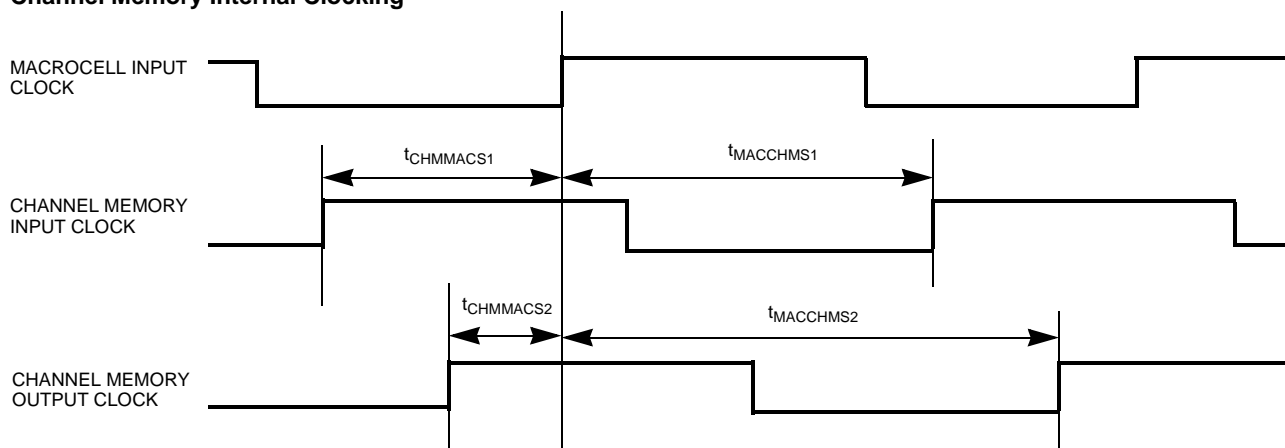 Channel Memory Internal Clocking
MACROCELL INPUT
CLOCK
tCHMMACS1
tMACCHMS1
CHANNEL MEMORY
INPUT CLOCK
tCHMMACS2
tMACCHMS2
CHANNEL MEMORY
OUTPUT CLOCK